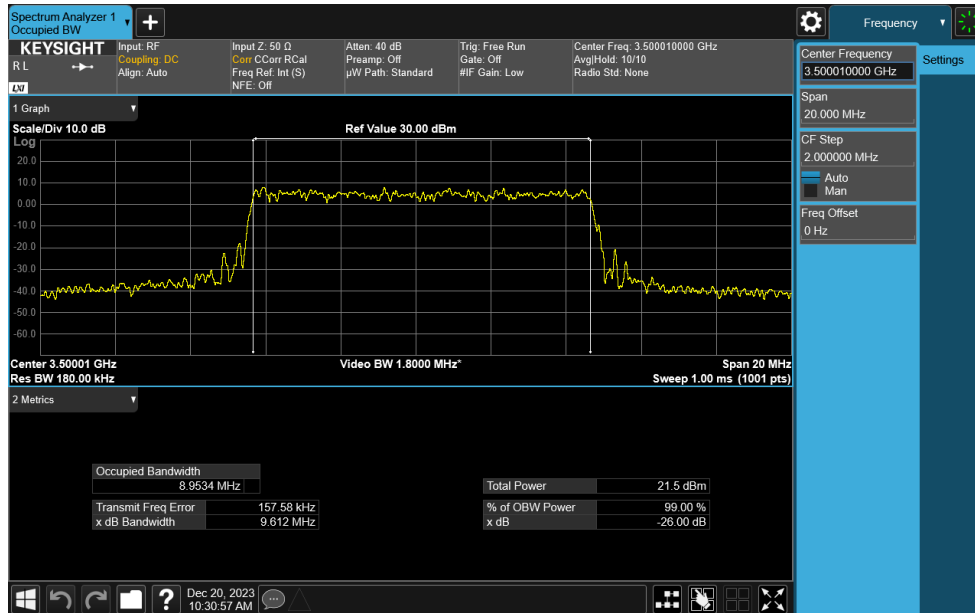 Spectrum Analyzer 1
Occupied BW
Frequency
KEYSIGHT
R L
LXI
Input: RF
Coupling: DC
Align: Auto
Input Z: 50 Ω
Corr CCorr RCal
Freq Ref: Int (S)
NFE: Off
Atten: 40 dB
Preamp: Off
µW Path: Standard
Trig: Free Run
Gate: Off
#IF Gain: Low
Center Freq: 3.500010000 GHz
Avg|Hold: 10/10
Radio Std: None
Center Frequency
3.500010000 GHz
Settings
Span
20.000 MHz
CF Step
2.000000 MHz
Auto
Man
Freq Offset
0 Hz
1 Graph
Scale/Div 10.0 dB
Ref Value 30.00 dBm
Log
20.0
10.0
0.00
-10.0
-20.0
-30.0
-40.0
-50.0
-60.0
Center 3.50001 GHz
Video BW 1.8000 MHz*
Span 20 MHz
Res BW 180.00 kHz
Sweep 1.00 ms (1001 pts)
2 Metrics
Occupied Bandwidth
8.9534 MHz
Total Power 21.5 dBm
Transmit Freq Error 157.58 kHz
% of OBW Power 99.00 %
x dB Bandwidth 9.612 MHz
x dB -26.00 dB
Dec 20, 2023
10:30:57 AM